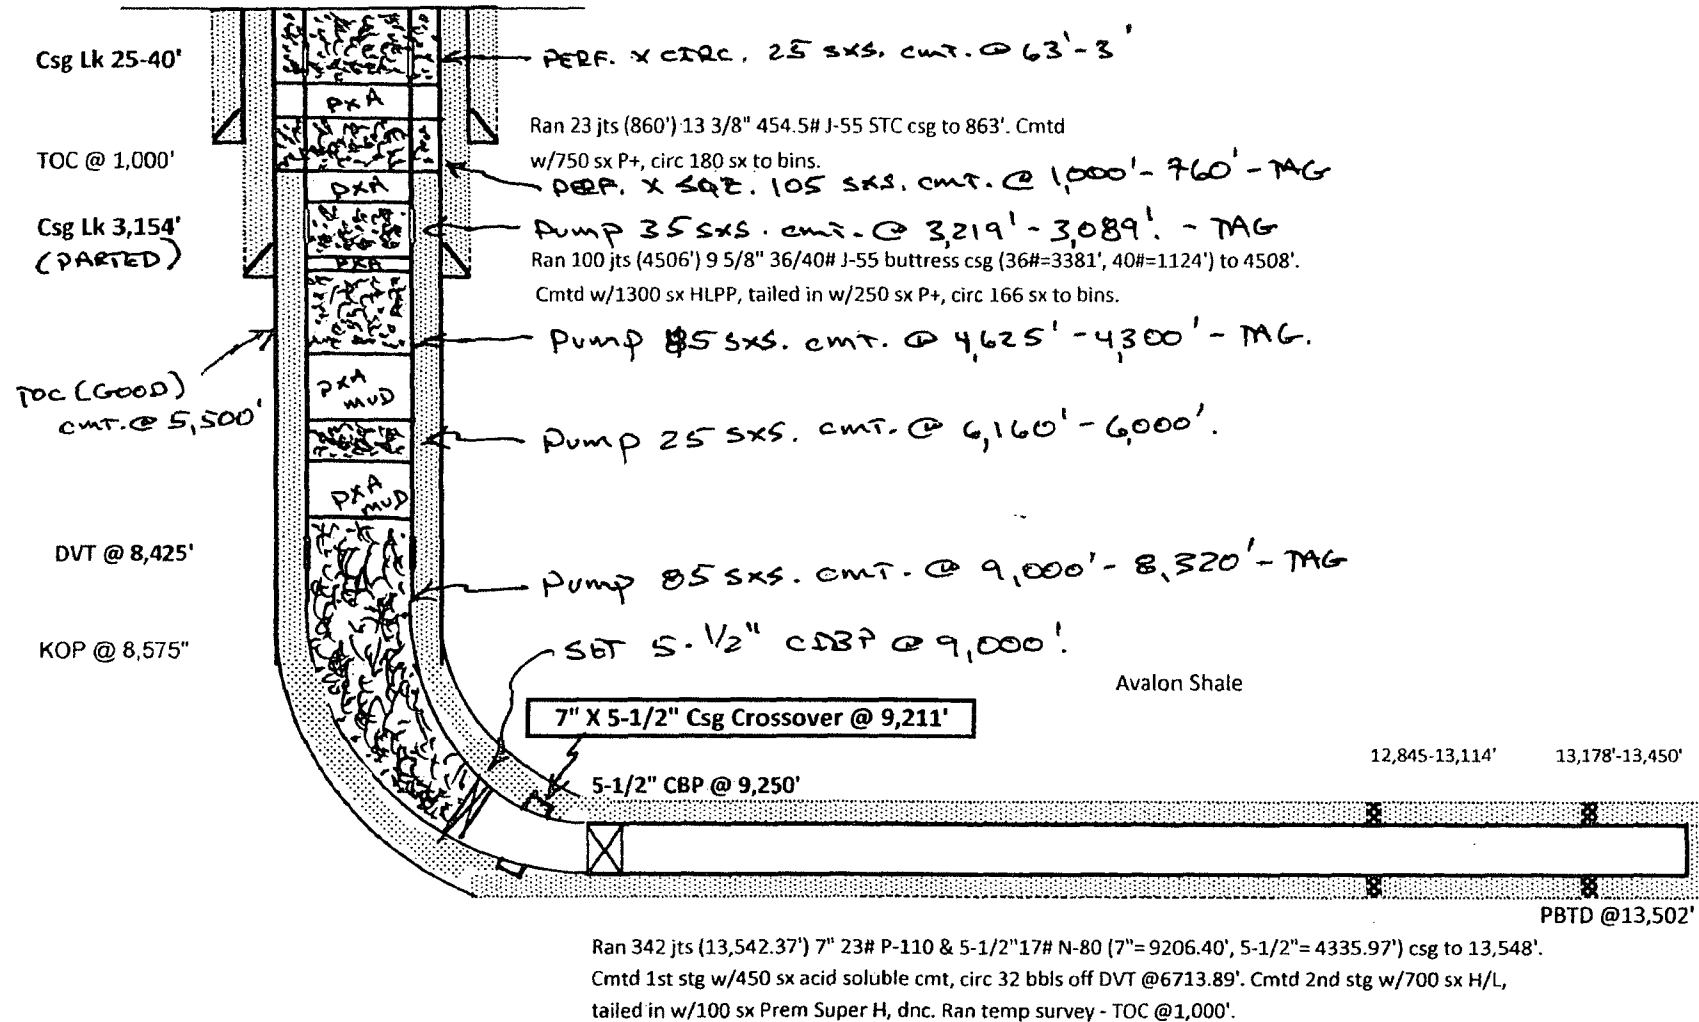 Csg Lk 25-40'
PERF. X CIRC. 25 SXS. CMT. @ 63'-3'
PXA
Ran 23 jts (860') 13 3/8" 454.5# J-55 STC csg to 863'. Cmtd
w/750 sx P+, circ 180 sx to bins.
TOC @ 1,000'
PERF. X SQZ. 105 SXS. CMT. @ 1,000'-760'-TAG
PXA
Csg Lk 3,154'
(PARTED)
Pump 35 SXS. CMT. @ 3,219'-3,089'. - TAG
PXA
Ran 100 jts (4506') 9 5/8" 36/40# J-55 buttress csg (36#=3381', 40#=1124') to 4508'.
Cmtd w/1300 sx HLPP, tailed in w/250 sx P+, circ 166 sx to bins.
Pump 85 SXS. CMT. @ 4,625'-4,300'-TAG.
TOC (GOOD)
CMT. @ 5,500'
PXA
MUD
Pump 25 SXS. CMT. @ 6,160'-6,000'.
PXA
MUD
DVT @ 8,425'
Pump 85 SXS. CMT. @ 9,000'-8,320'-TAG
KOP @ 8,575"
SET 5-1/2" CIBP @ 9,000'.
Avalon Shale
7" X 5-1/2" Csg Crossover @ 9,211'
12,845-13,114'
13,178'-13,450'
5-1/2" CBP @ 9,250'
PBTD @13,502'
Ran 342 jts (13,542.37') 7" 23# P-110 & 5-1/2"17# N-80 (7"= 9206.40', 5-1/2"= 4335.97') csg to 13,548'.
Cmtd 1st stg w/450 sx acid soluble cmt, circ 32 bbls off DVT @6713.89'. Cmtd 2nd stg w/700 sx H/L,
tailed in w/100 sx Prem Super H, dnc. Ran temp survey - TOC @1,000'.